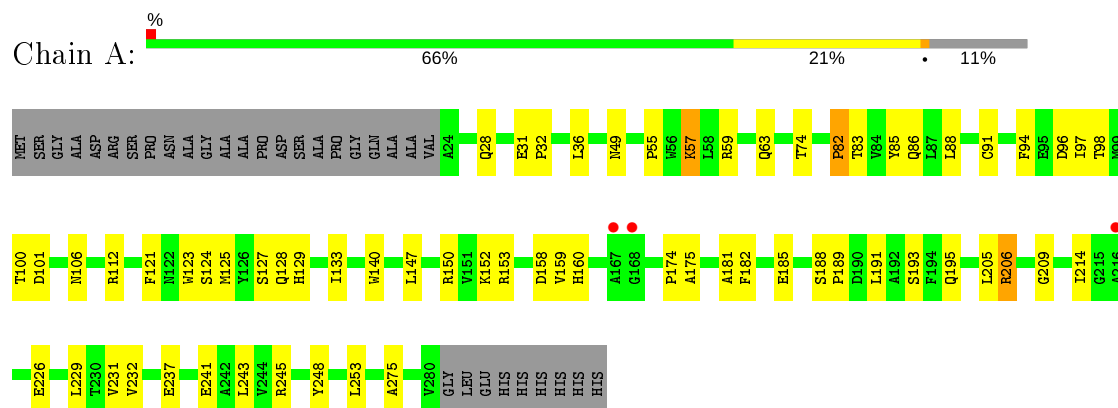 %
Chain A:
66% 21% • 11%
MET SER GLY ALA ASP ARG SER PRO ASN ALA GLY ALA ALA PRO ASP SER ALA PRO GLY GLN ALA ALA VAL A24 Q28 E31 P32 L36 N49 P55 W56 K57 L58 R59 Q63 T74 P82 T83 V84 Y85 Q86 L87 L88 C91 F94 E95 D96 I97 T98 M99
T100 D101 N106 R112 F121 N122 W123 S124 M125 Y126 S127 Q128 H129 I133 W140 L147 R150 V151 K152 R153 D158 V159 H160 A167 G168 P174 A175 A181 F182 E185 S188 P189 D190 L191 A192 S193 F194 Q195 L205 R206 G209 I214 G215 A216
E226 L229 T230 V231 V232 E237 E241 A242 L243 V244 R245 Y248 L253 A275 V280 GLY LEU GLU HIS HIS HIS HIS HIS HIS